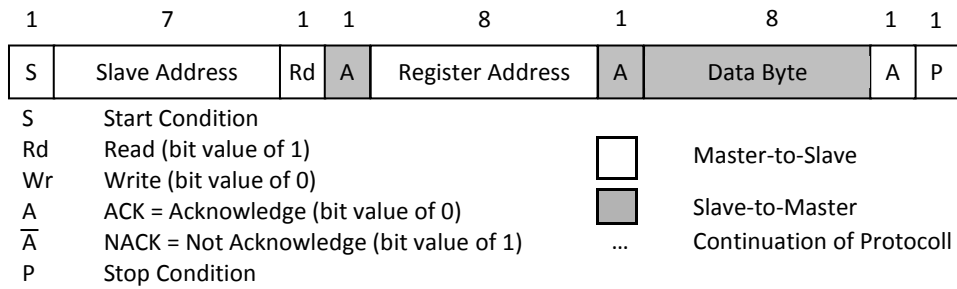 1 7 1 1 8 1 8 1 1
S Slave Address Rd A Register Address A Data Byte A P
S Start Condition
Rd Read (bit value of 1)
Wr Write (bit value of 0)
A ACK = Acknowledge (bit value of 0)
A̅ NACK = Not Acknowledge (bit value of 1)
P Stop Condition
Master-to-Slave
Slave-to-Master
... Continuation of Protocoll